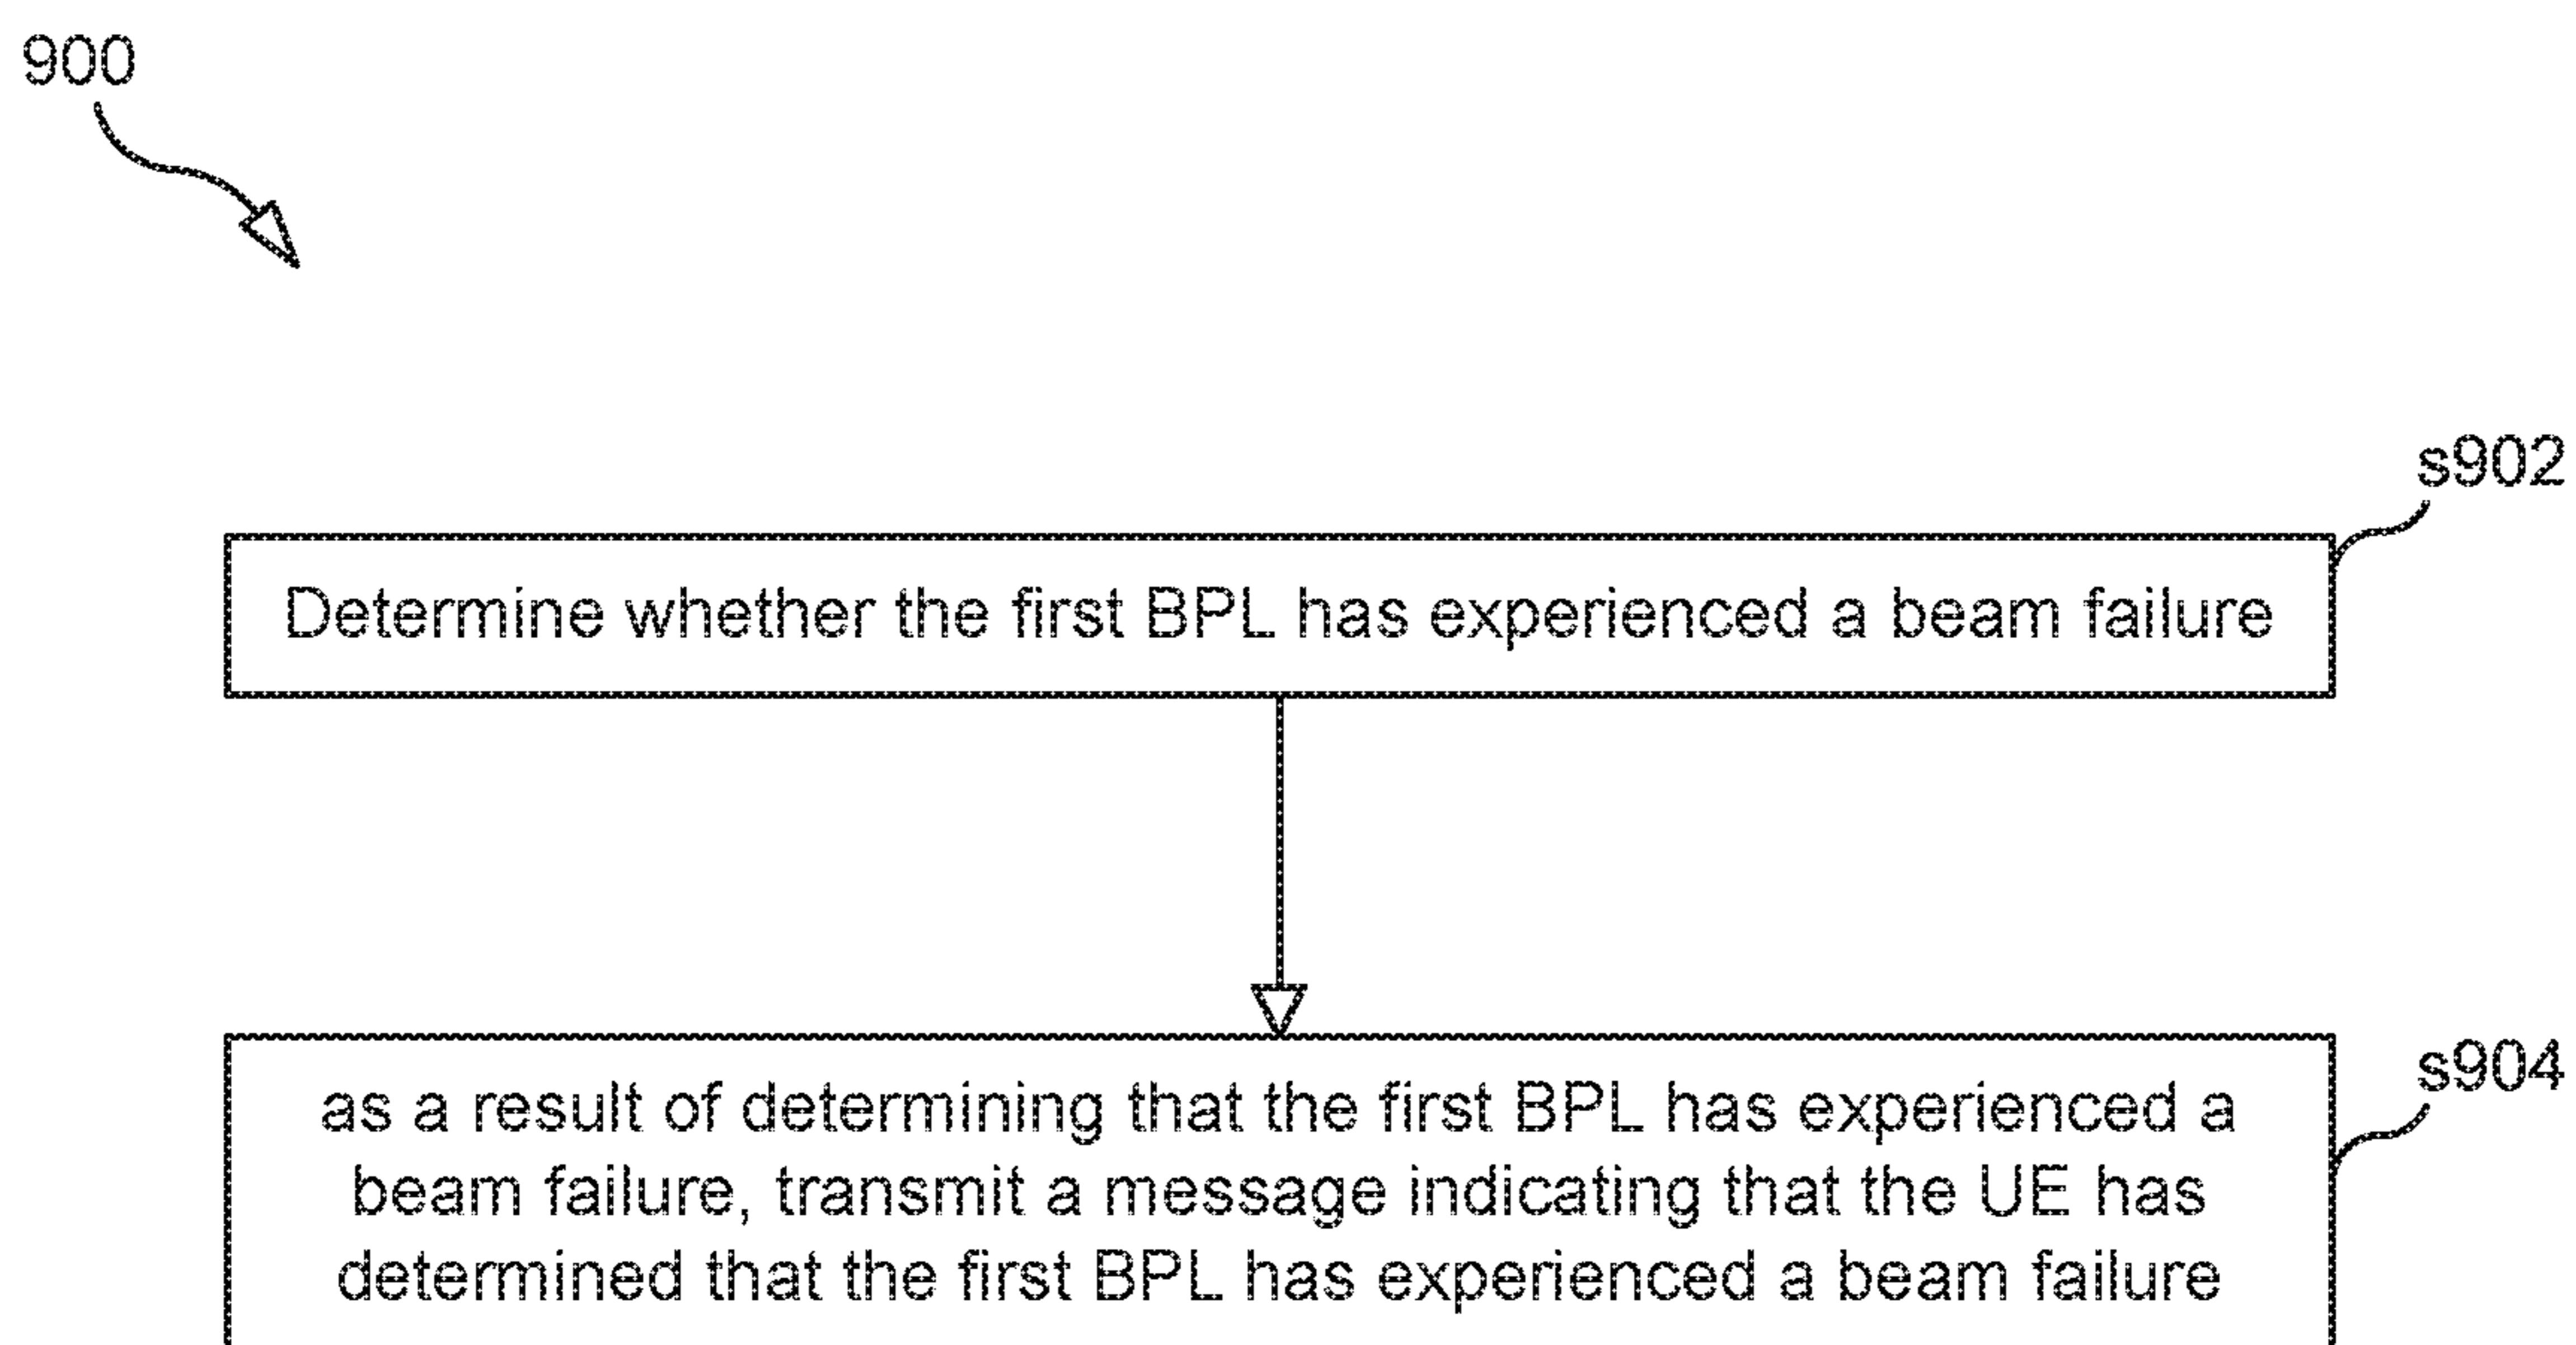 900
s902
Determine whether the first BPL has experienced a beam failure
s904
as a result of determining that the first BPL has experienced a
beam failure, transmit a message indicating that the UE has
determined that the first BPL has experienced a beam failure